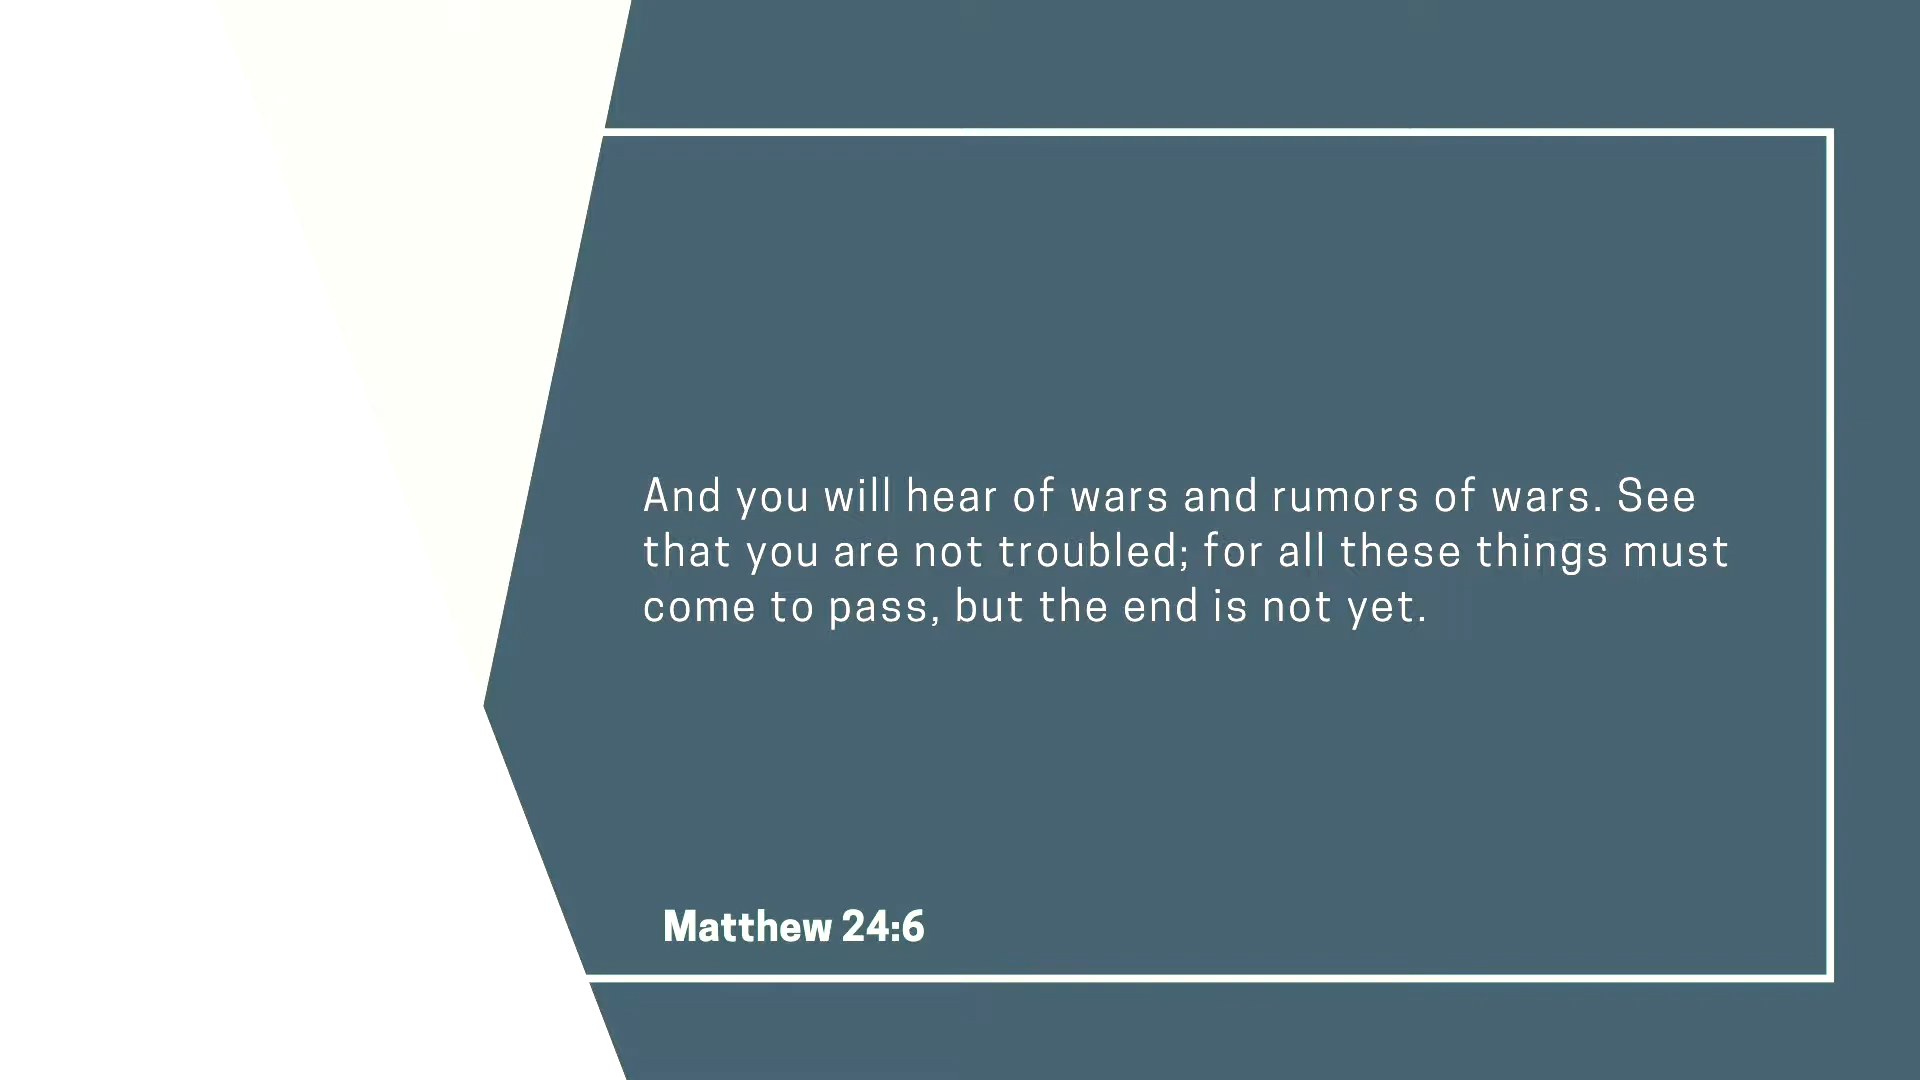 And you will hear of wars and rumors of wars. See
that you are not troubled; for all these things must
come to pass, but the end is not yet.
Matthew 24:6